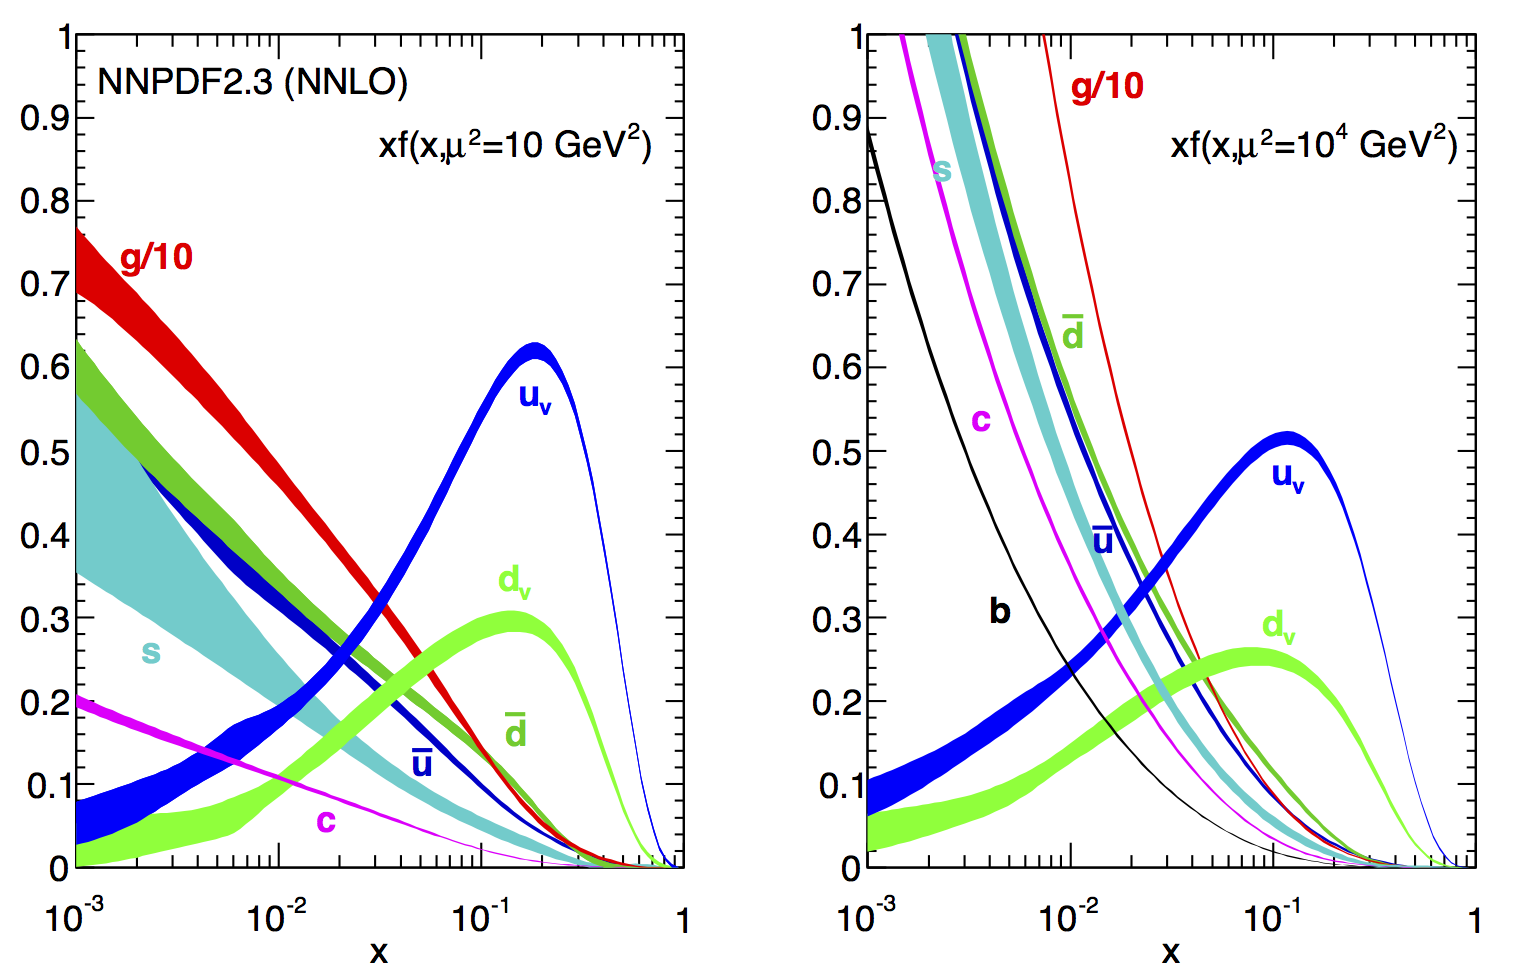 NNPDF2.3 (NNLO)
xf(x,μ²=10 GeV²)
g/10
u_v
d_v
s
d̄
ū
c
1
0.9
0.8
0.7
0.6
0.5
0.4
0.3
0.2
0.1
0
10⁻³
10⁻²
10⁻¹
1
x
g/10
xf(x,μ²=10⁴ GeV²)
s
d̄
c
u_v
ū
b
d_v
1
0.9
0.8
0.7
0.6
0.5
0.4
0.3
0.2
0.1
0
10⁻³
10⁻²
10⁻¹
1
x